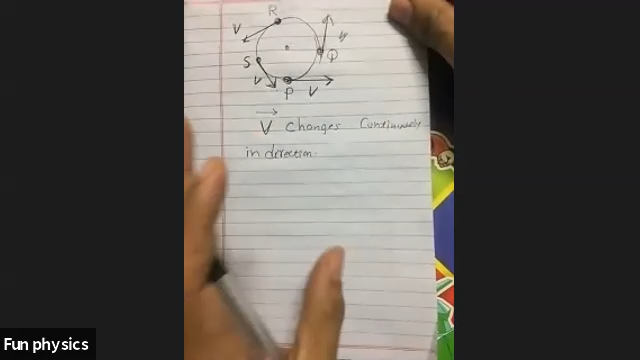 R
V
V
Q
S
V
P
V
V changes Continuously
in direction.
Fun physics